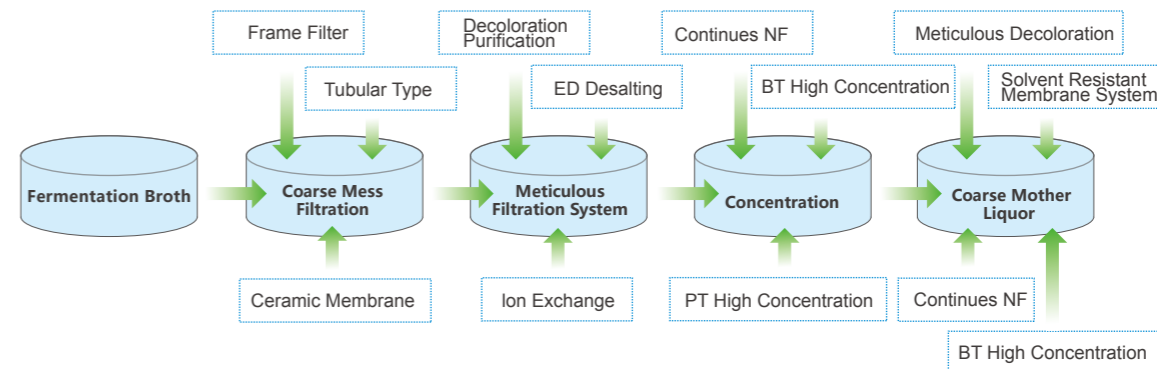 Frame Filter
Decoloration
Purification
Continues NF
Meticulous Decoloration
Tubular Type
ED Desalting
BT High Concentration
Solvent Resistant
Membrane System
Fermentation Broth
Coarse Mess
Filtration
Meticulous
Filtration System
Concentration
Coarse Mother
Liquor
Ceramic Membrane
Ion Exchange
PT High Concentration
Continues NF
BT High Concentration